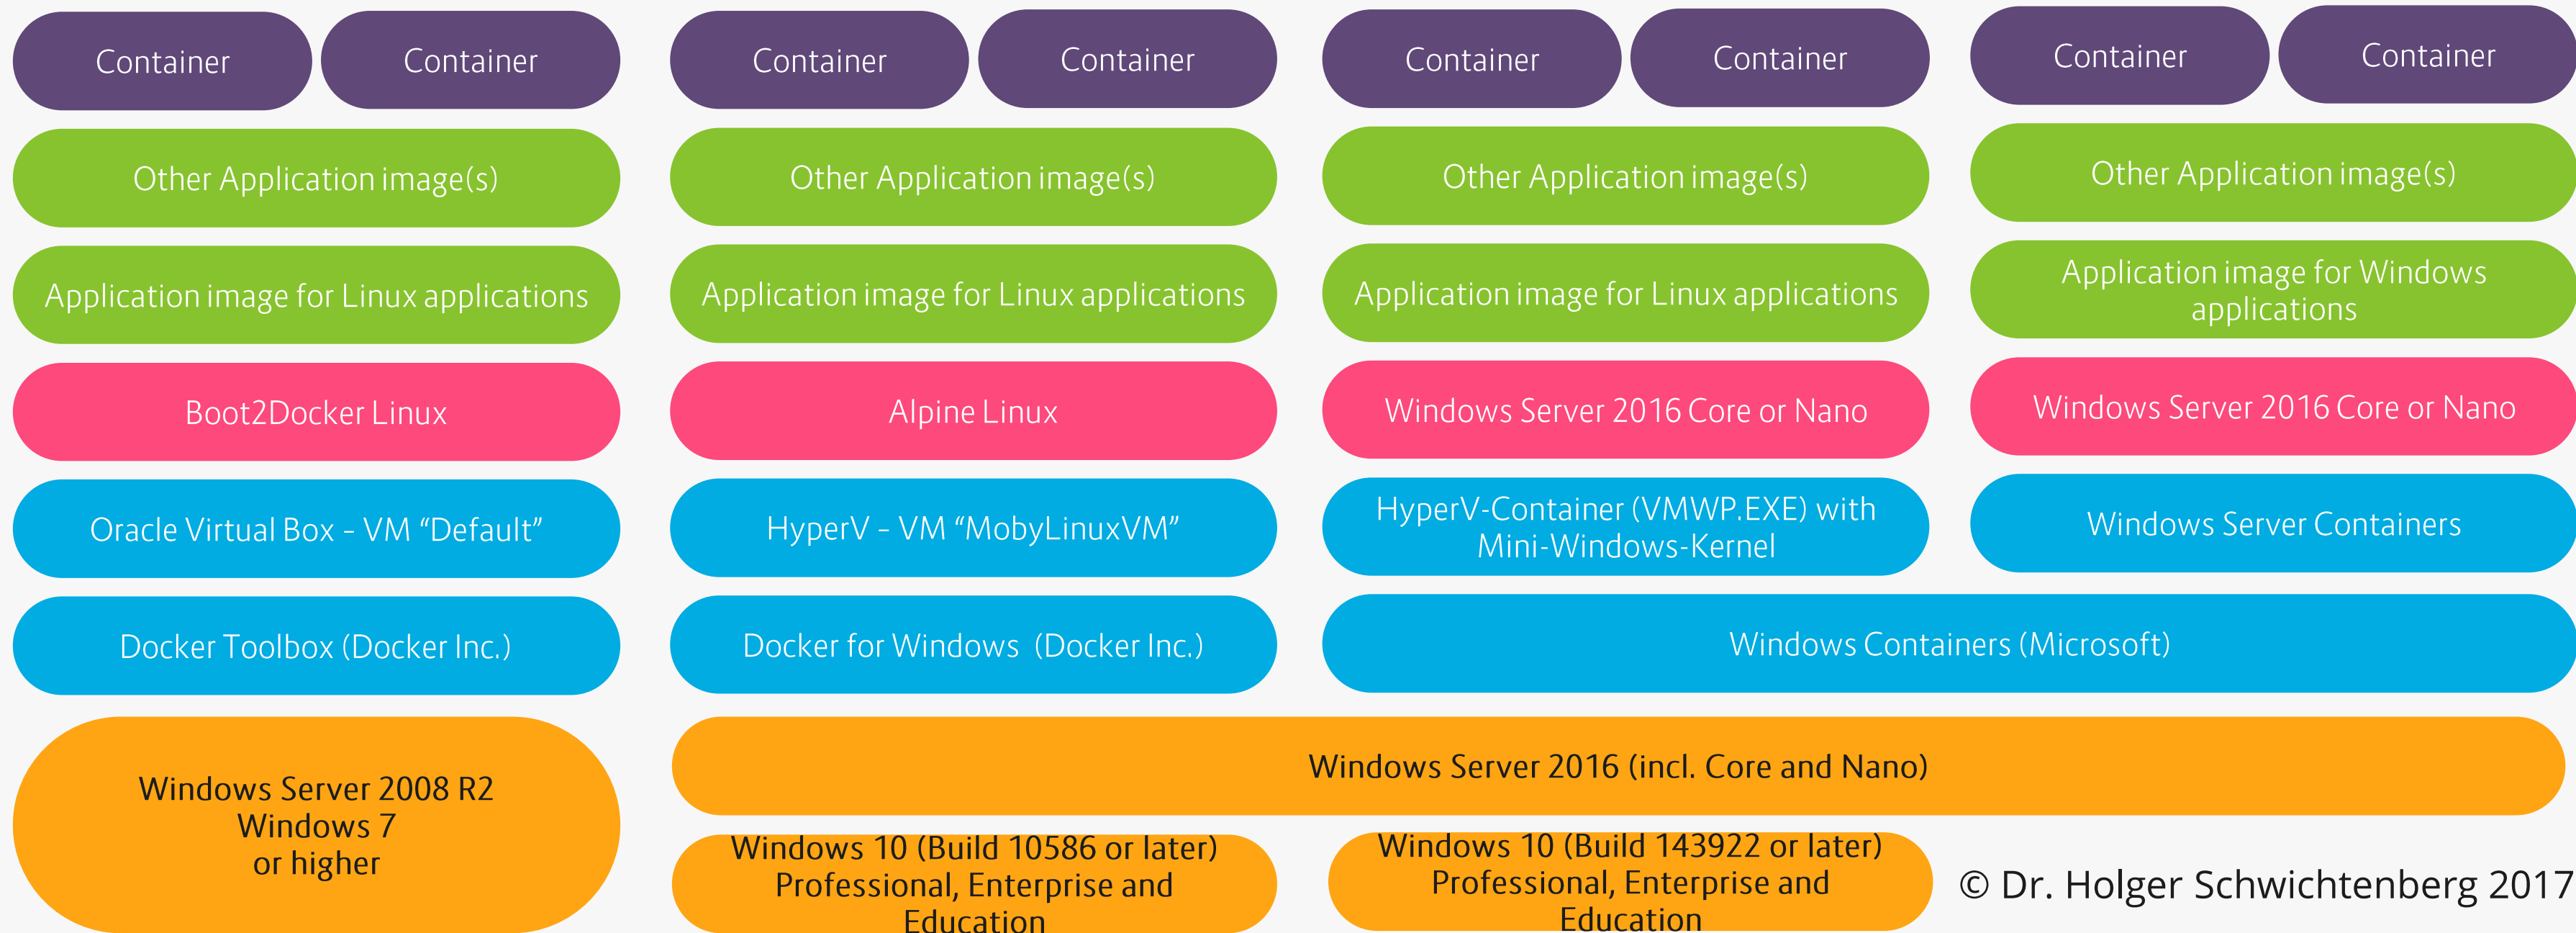 Container
Container
Container
Container
Container
Container
Container
Container
Other Application image(s)
Other Application image(s)
Other Application image(s)
Other Application image(s)
Application image for Linux applications
Application image for Linux applications
Application image for Linux applications
Application image for Windows
applications
Boot2Docker Linux
Alpine Linux
Windows Server 2016 Core or Nano
Windows Server 2016 Core or Nano
Oracle Virtual Box – VM “Default”
HyperV – VM “MobyLinuxVM”
HyperV-Container (VMWP.EXE) with
Mini-Windows-Kernel
Windows Server Containers
Docker Toolbox (Docker Inc.)
Docker for Windows (Docker Inc.)
Windows Containers (Microsoft)
Windows Server 2008 R2
Windows 7
or higher
Windows Server 2016 (incl. Core and Nano)
Windows 10 (Build 10586 or later)
Professional, Enterprise and
Education
Windows 10 (Build 143922 or later)
Professional, Enterprise and
Education
© Dr. Holger Schwichtenberg 2017